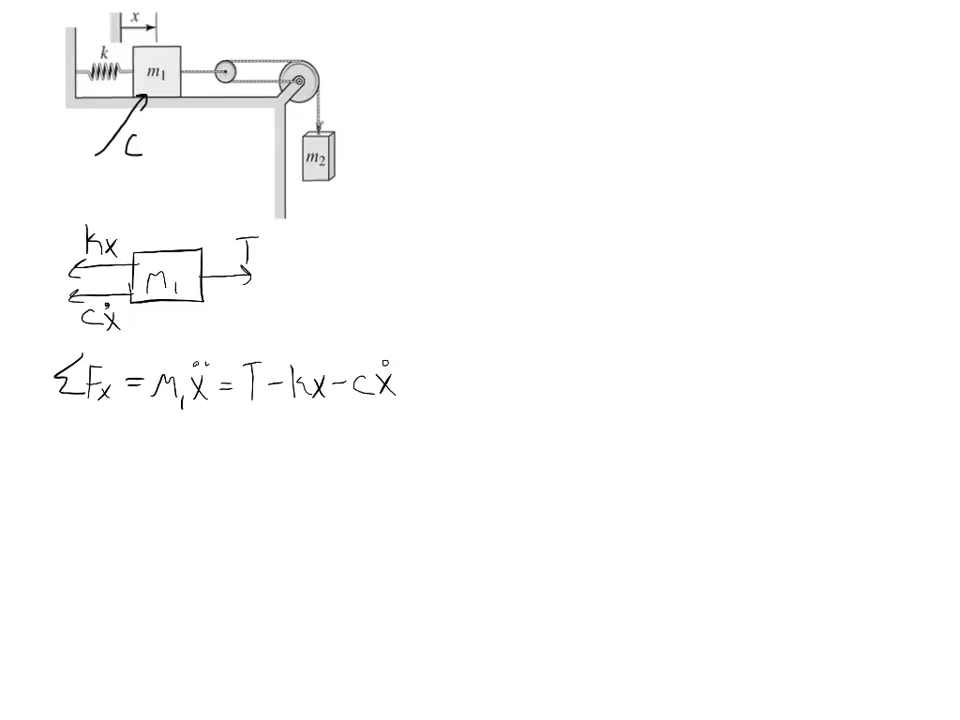 x
k
m₁
m₂
C
kx
T
M₁
cẋ
ΣFₓ = M₁ẍ = T - kx - cẋ